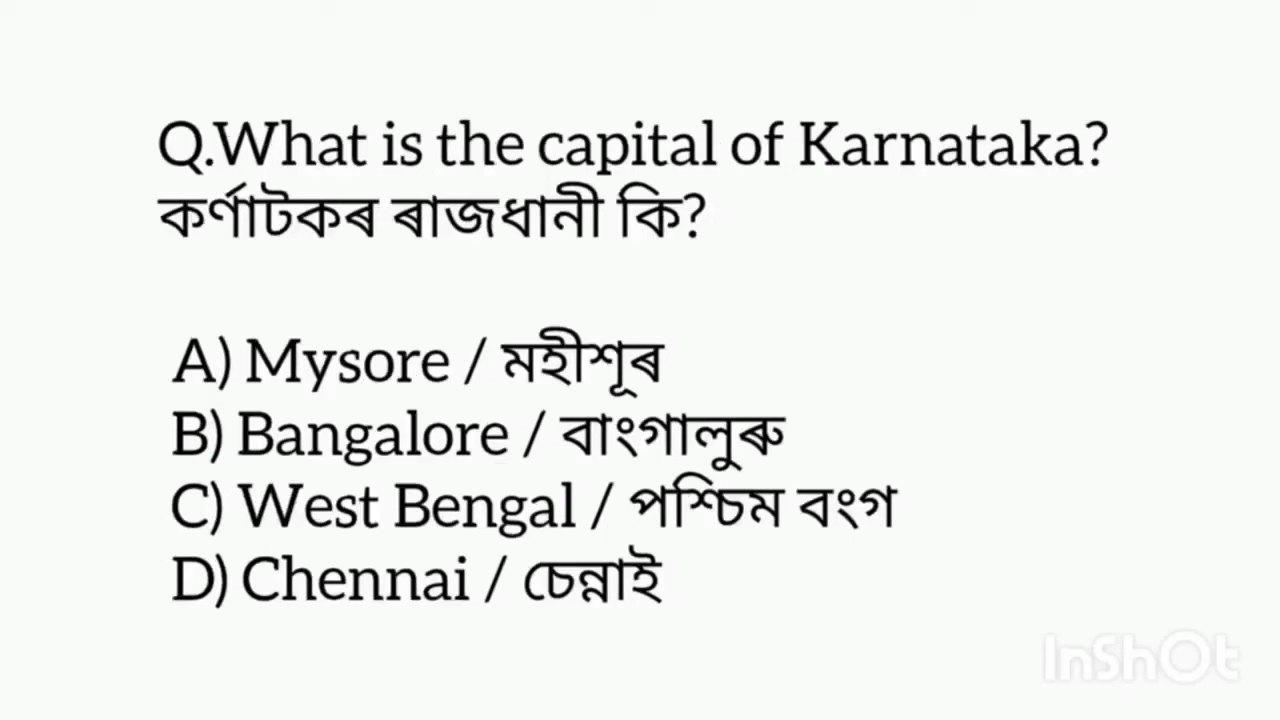 Q.What is the capital of Karnataka?
কৰ্ণাটকৰ ৰাজধানী কি?
A) Mysore / মহীশূৰ
B) Bangalore / বাংগালুৰু
C) West Bengal / পশ্চিম বংগ
D) Chennai / চেন্নাই
InShOt